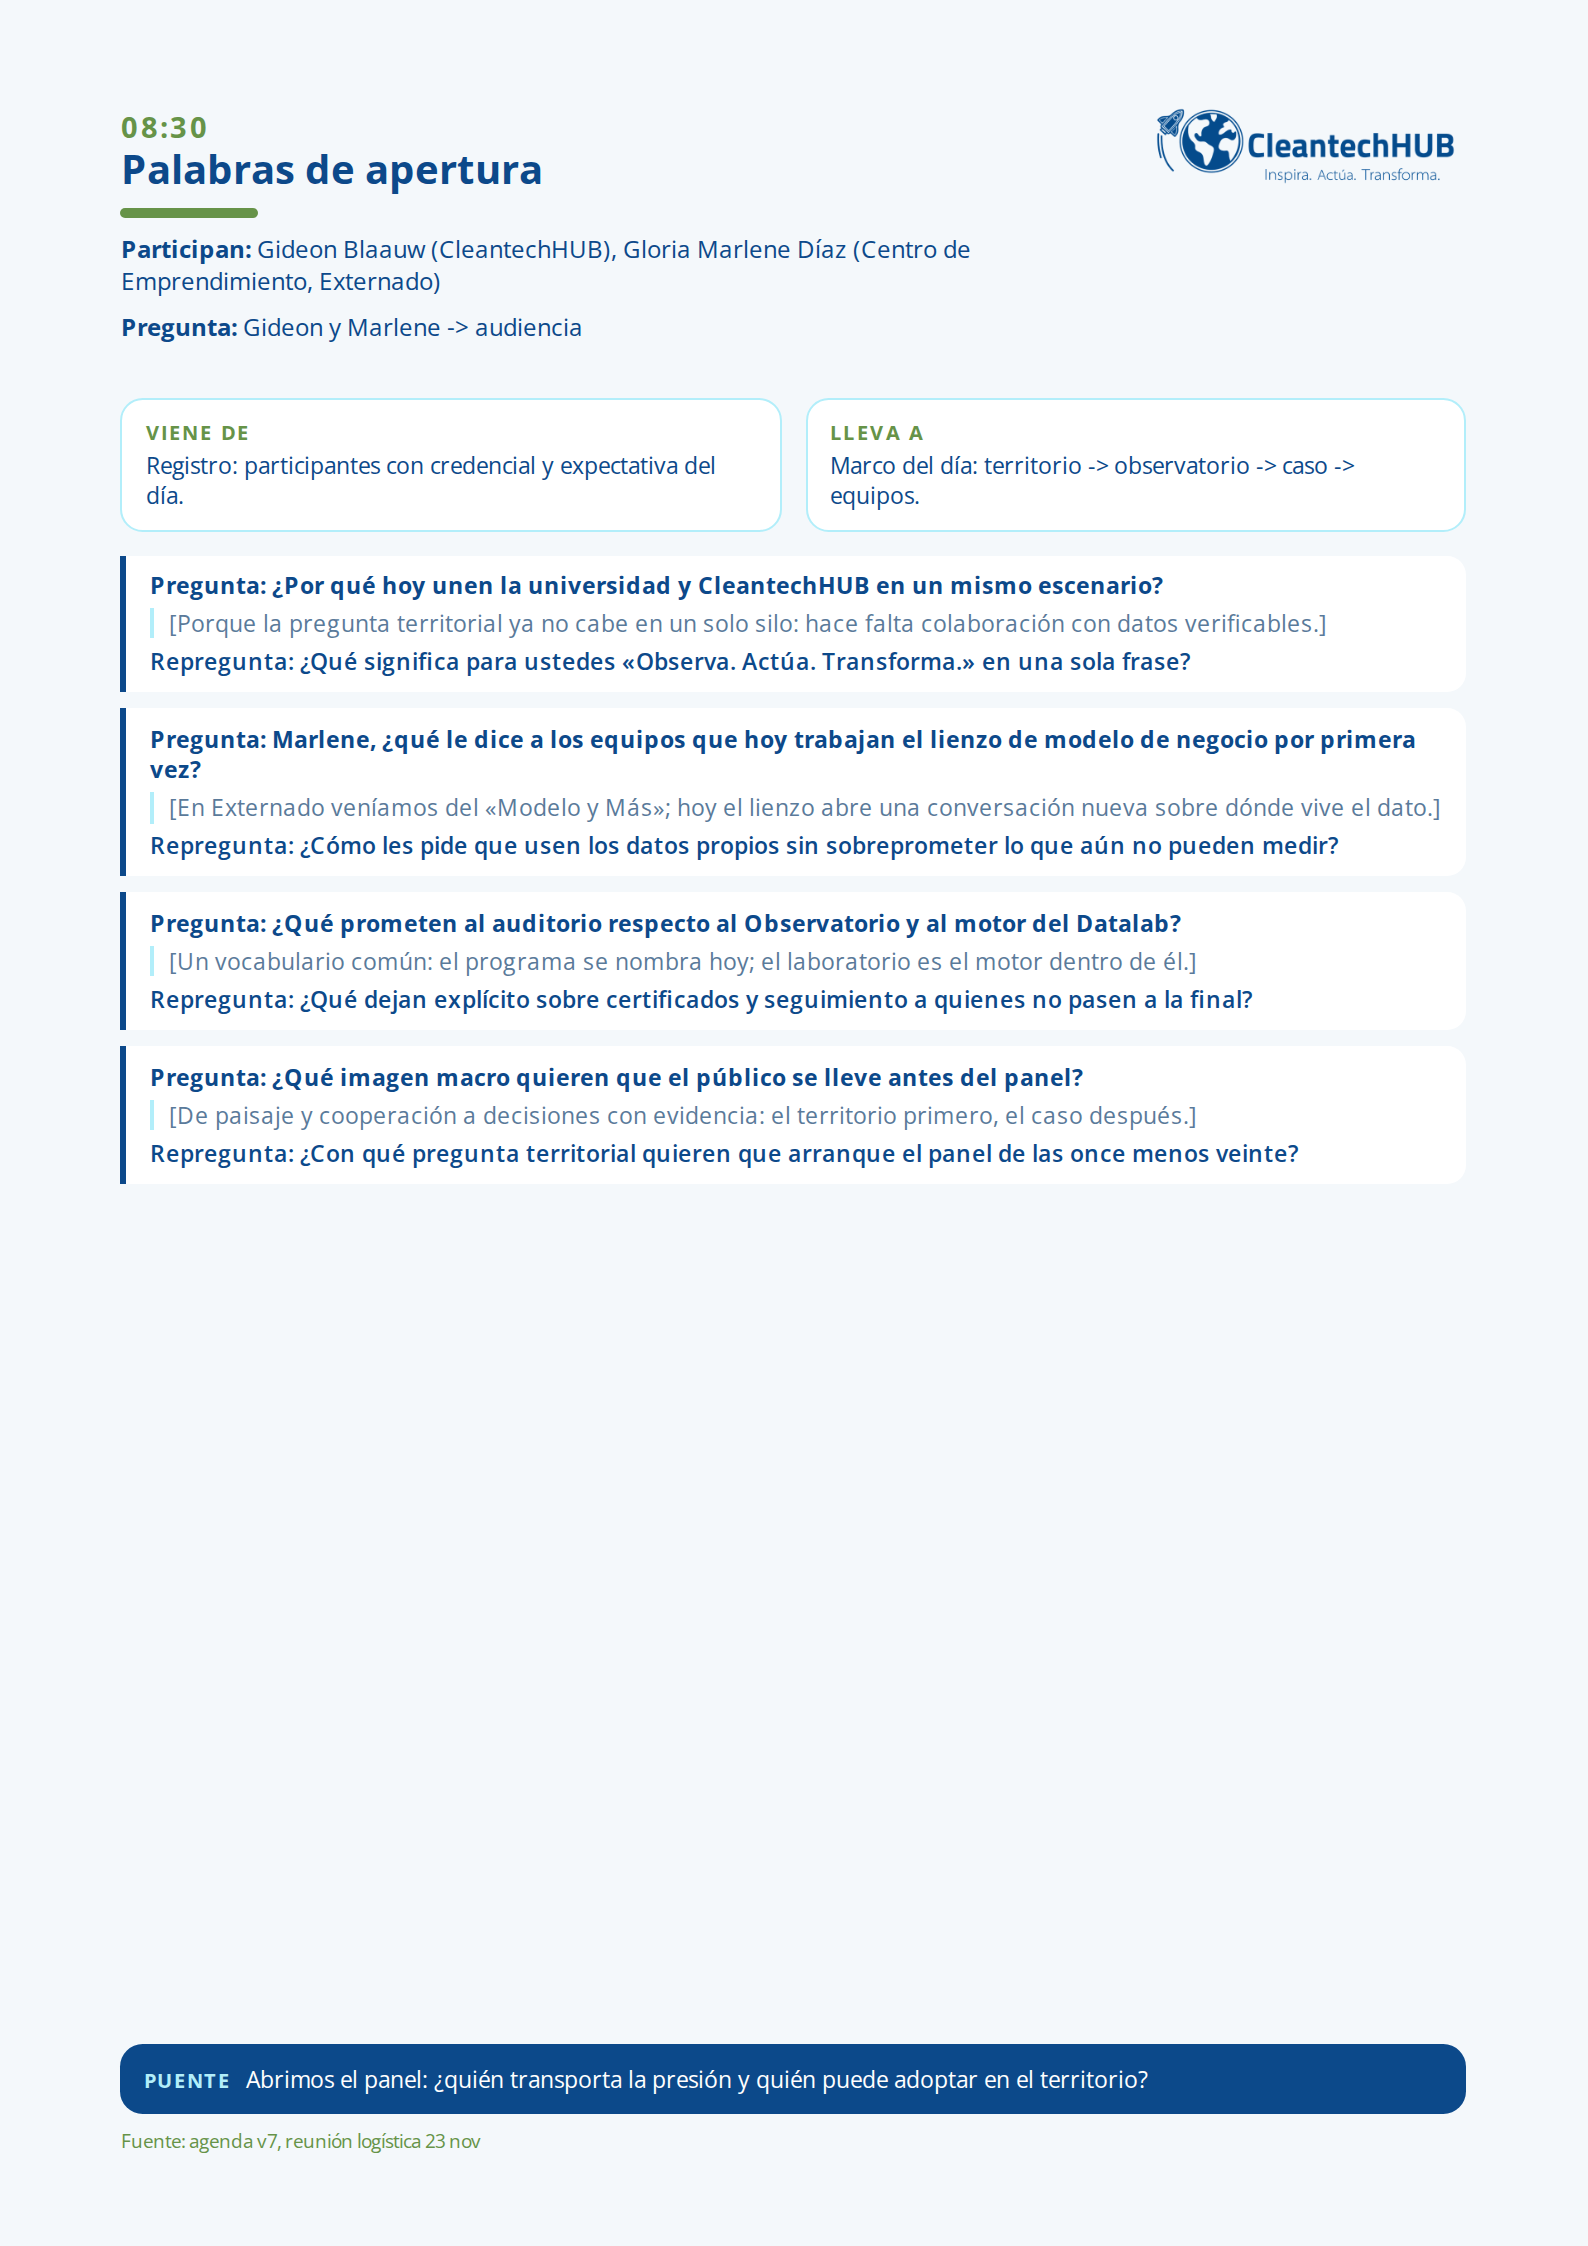 08:30
Palabras de apertura
CleantechHUB
Inspira. Actúa. Transforma.
Participan: Gideon Blaauw (CleantechHUB), Gloria Marlene Díaz (Centro de
Emprendimiento, Externado)
Pregunta: Gideon y Marlene -> audiencia
VIENE DE
Registro: participantes con credencial y expectativa del
día.
LLEVA A
Marco del día: territorio -> observatorio -> caso ->
equipos.
Pregunta: ¿Por qué hoy unen la universidad y CleantechHUB en un mismo escenario?
[Porque la pregunta territorial ya no cabe en un solo silo: hace falta colaboración con datos verificables.]
Repregunta: ¿Qué significa para ustedes «Observa. Actúa. Transforma.» en una sola frase?
Pregunta: Marlene, ¿qué le dice a los equipos que hoy trabajan el lienzo de modelo de negocio por primera
vez?
[En Externado veníamos del «Modelo y Más»; hoy el lienzo abre una conversación nueva sobre dónde vive el dato.]
Repregunta: ¿Cómo les pide que usen los datos propios sin sobreprometer lo que aún no pueden medir?
Pregunta: ¿Qué prometen al auditorio respecto al Observatorio y al motor del Datalab?
[Un vocabulario común: el programa se nombra hoy; el laboratorio es el motor dentro de él.]
Repregunta: ¿Qué dejan explícito sobre certificados y seguimiento a quienes no pasen a la final?
Pregunta: ¿Qué imagen macro quieren que el público se lleve antes del panel?
[De paisaje y cooperación a decisiones con evidencia: el territorio primero, el caso después.]
Repregunta: ¿Con qué pregunta territorial quieren que arranque el panel de las once menos veinte?
PUENTE Abrimos el panel: ¿quién transporta la presión y quién puede adoptar en el territorio?
Fuente: agenda v7, reunión logística 23 nov